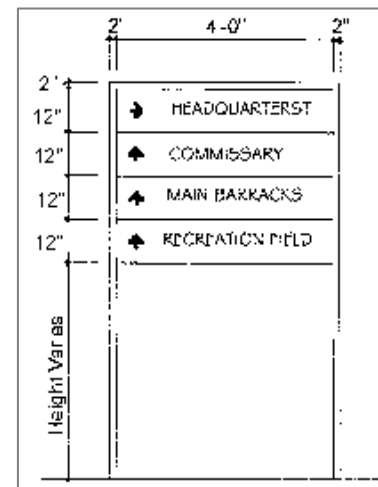 2' 4'-0" 2"
2"
12" HEADQUARTERST
12" COMMISSARY
12" MAIN BARRACKS
12" RECREATION FIELD
Height Varies